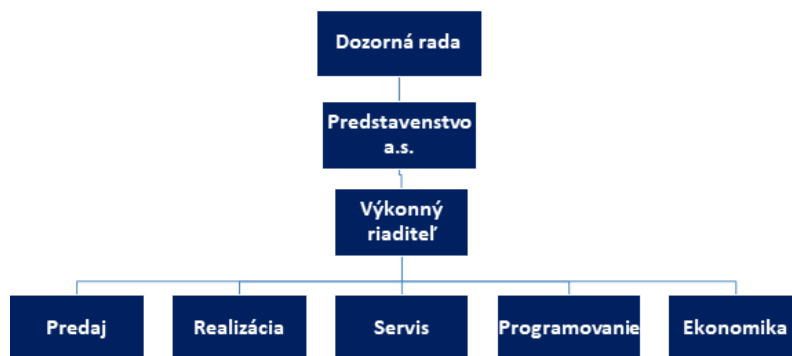 Dozorná rada
Predstavenstvo
a.s.
Výkonný
riaditeľ
Predaj
Realizácia
Servis
Programovanie
Ekonomika